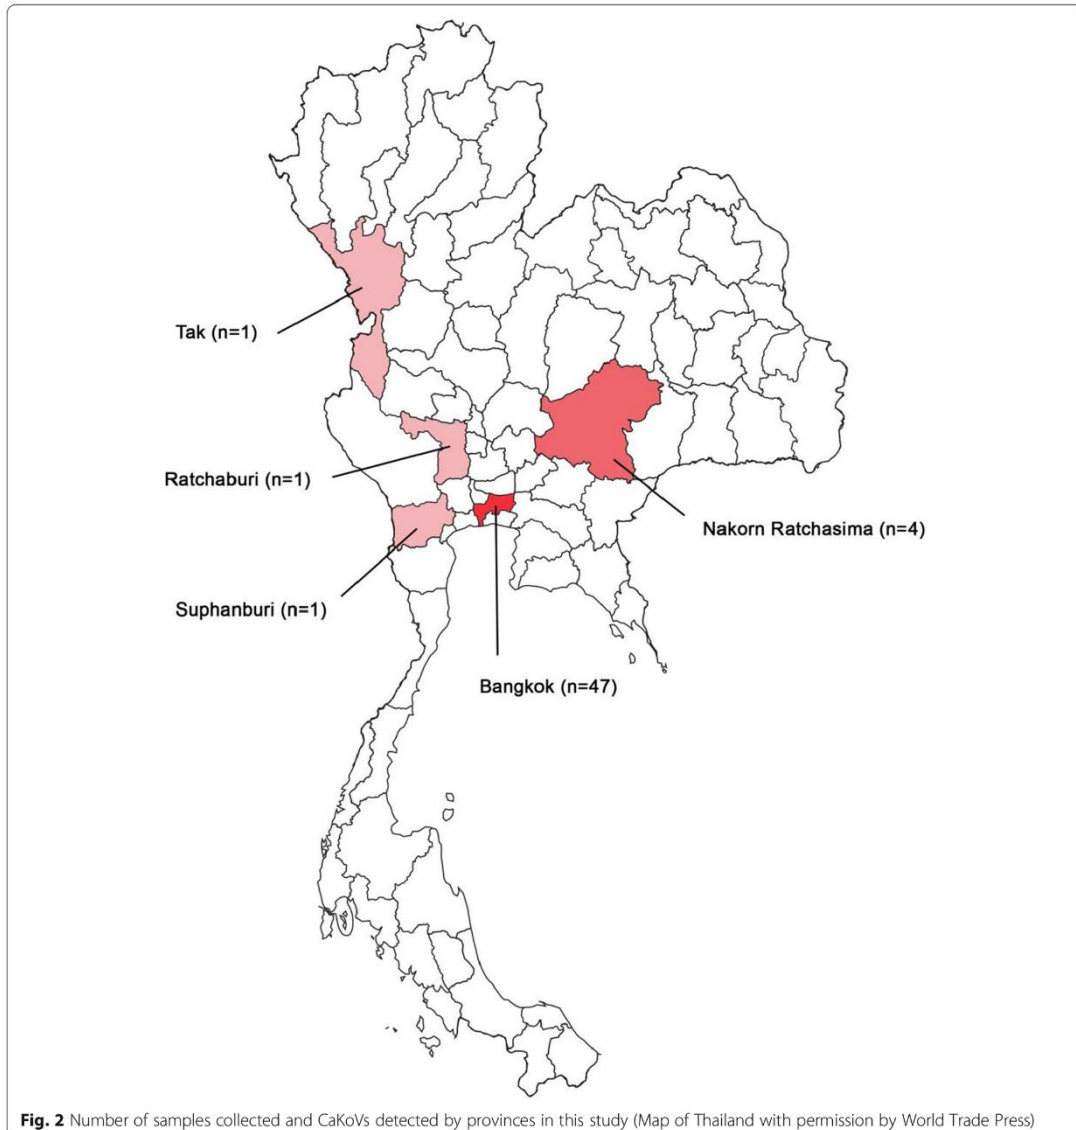 Tak (n=1)
Ratchaburi (n=1)
Nakorn Ratchasima (n=4)
Suphanburi (n=1)
Bangkok (n=47)
Fig. 2 Number of samples collected and CaKoVs detected by provinces in this study (Map of Thailand with permission by World Trade Press)